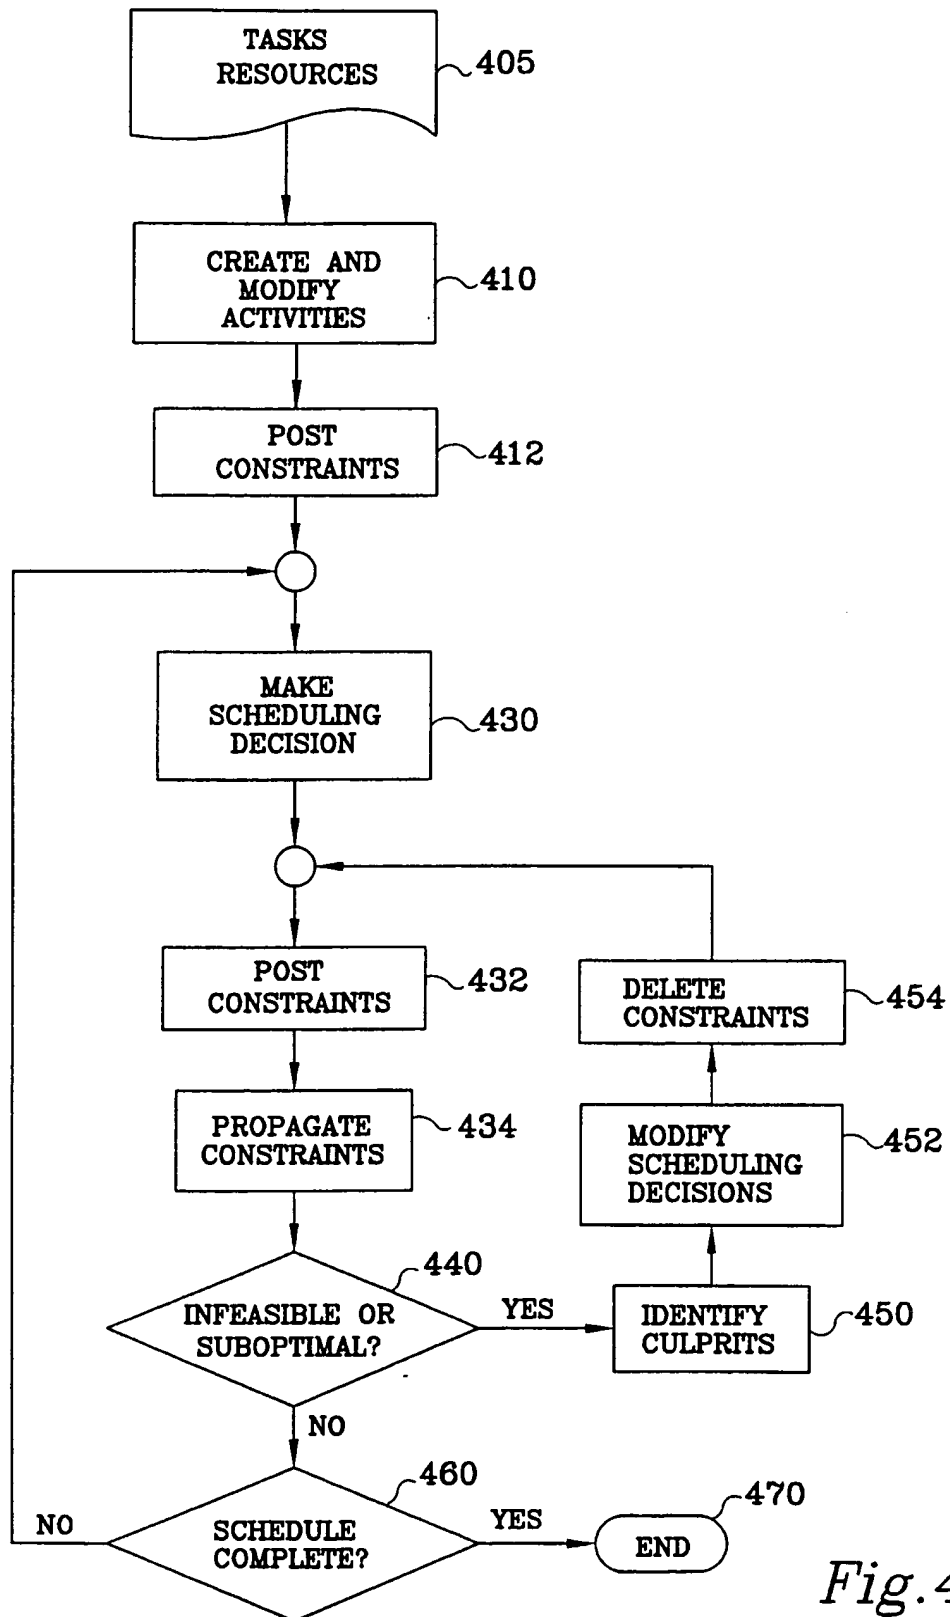 TASKS
RESOURCES
405
CREATE AND
MODIFY
ACTIVITIES
410
POST
CONSTRAINTS
412
MAKE
SCHEDULING
DECISION
430
POST
CONSTRAINTS
432
DELETE
CONSTRAINTS
454
PROPAGATE
CONSTRAINTS
434
MODIFY
SCHEDULING
DECISIONS
452
440
INFEASIBLE OR
SUBOPTIMAL?
YES
IDENTIFY
CULPRITS
450
NO
460
SCHEDULE
COMPLETE?
NO
YES
470
END
Fig.4